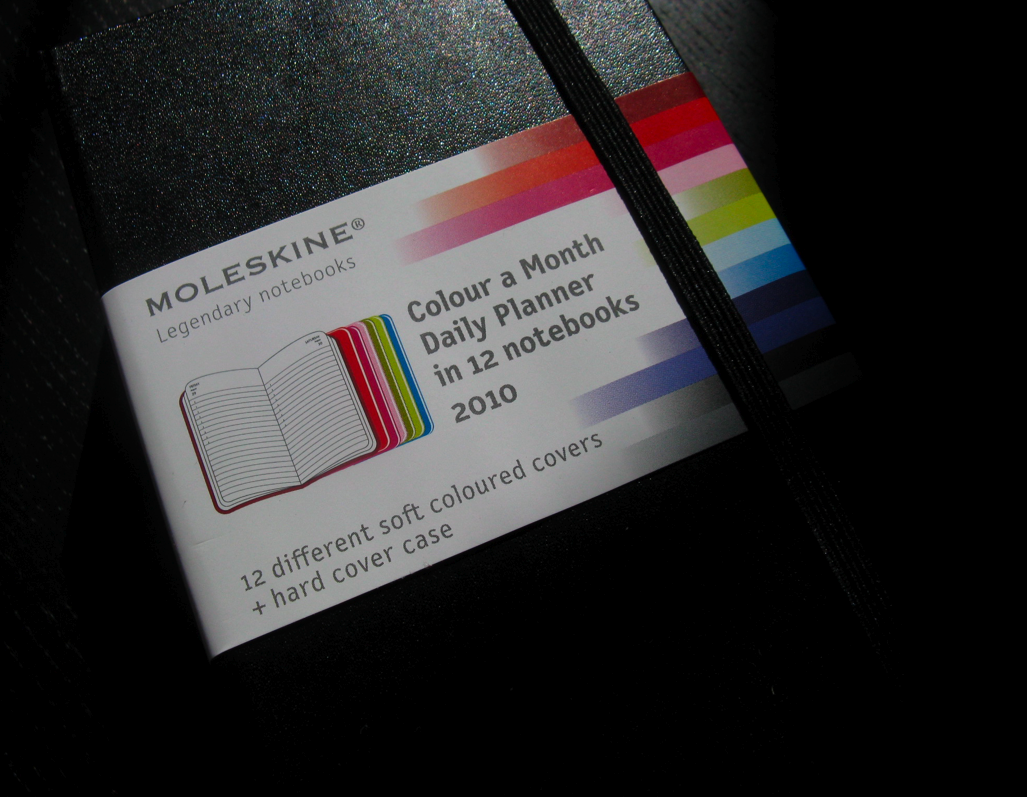 MOLESKINE®
Legendary notebooks
Colour a Month
Daily Planner
in 12 notebooks
2010
12 different soft coloured covers
+ hard cover case